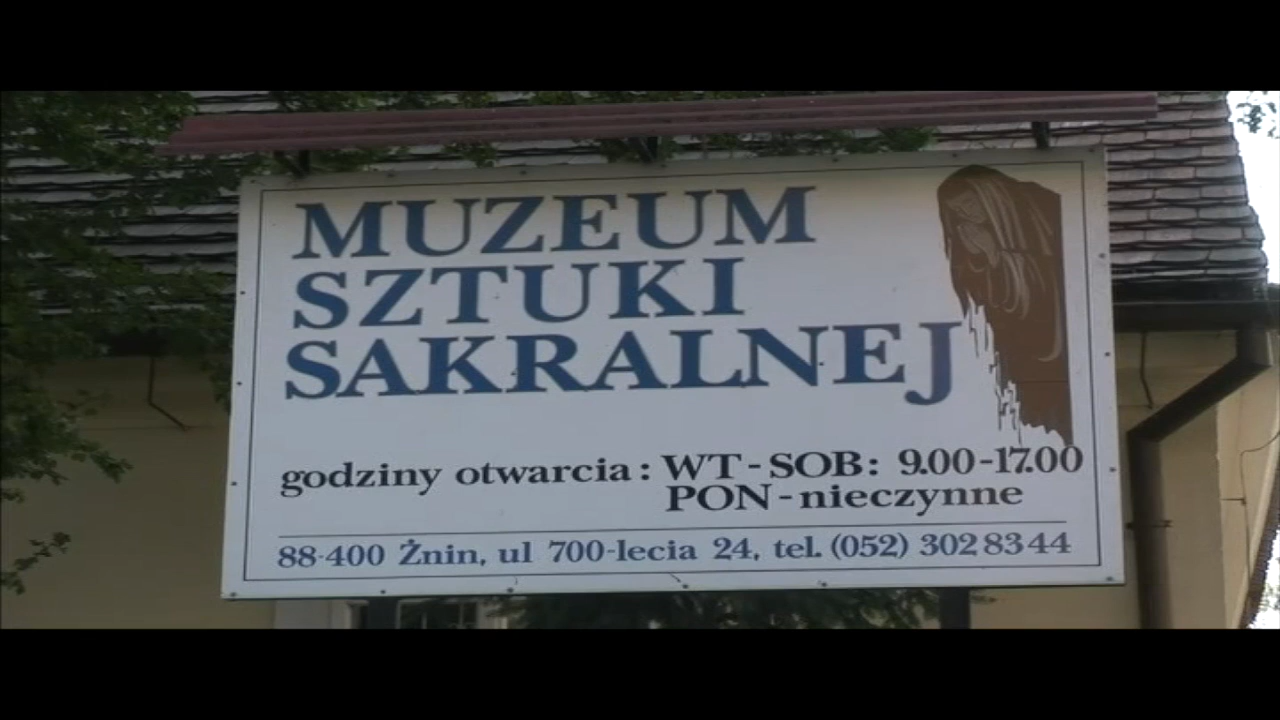 MUZEUM
SZTUKI
SAKRALNEJ
godziny otwarcia: WT-SOB: 9.00-17.00
PON-nieczynne
88-400 Żnin, ul 700-lecia 24, tel. (052) 302 83 44